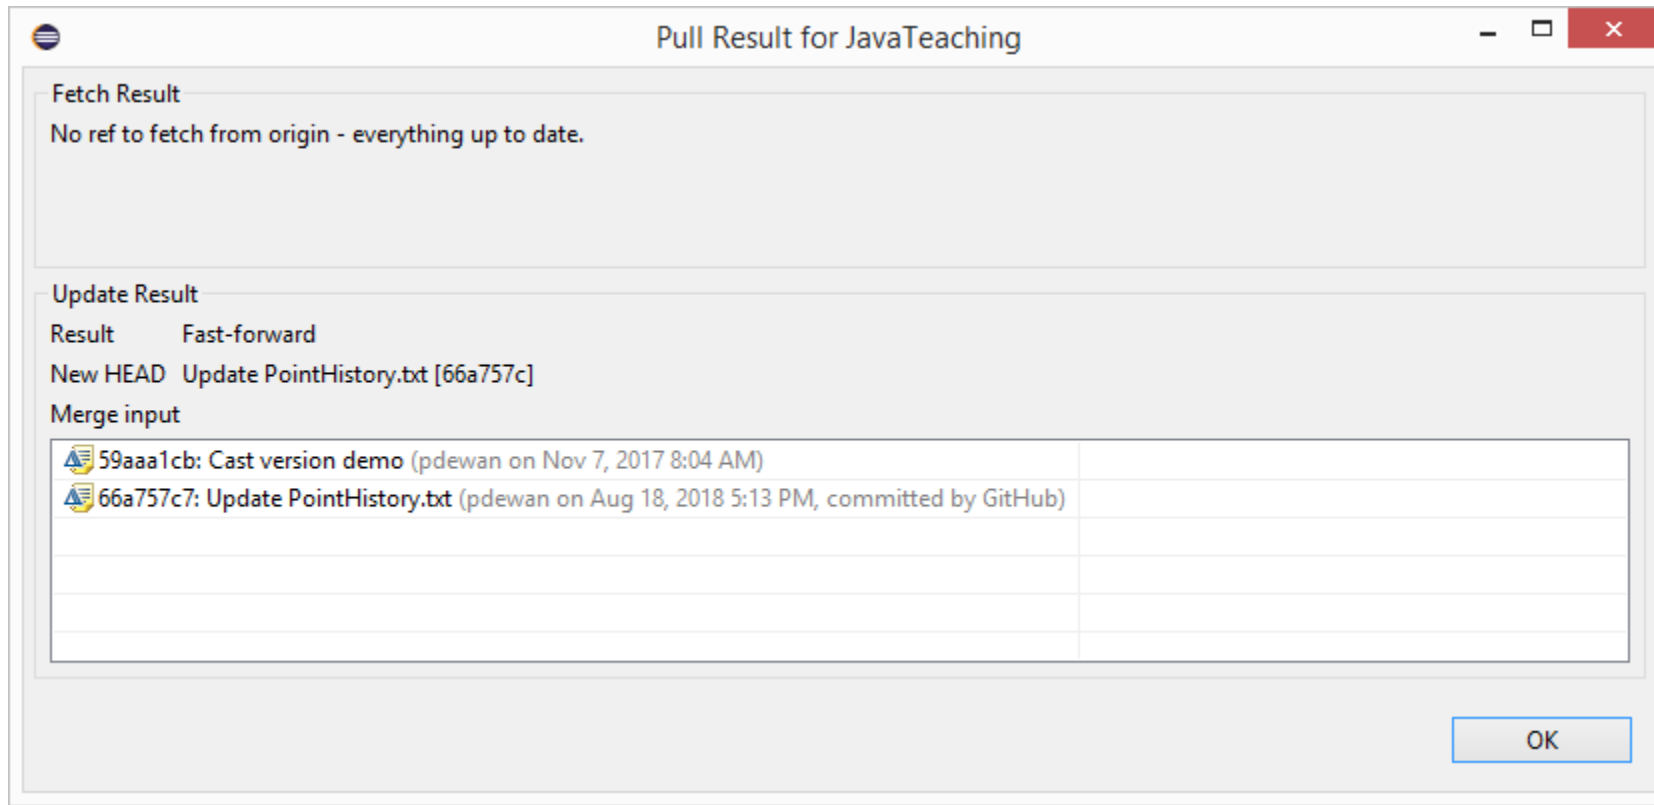 Pull Result for JavaTeaching
Fetch Result
No ref to fetch from origin - everything up to date.
Update Result
Result Fast-forward
New HEAD Update PointHistory.txt [66a757c]
Merge input
59aaa1cb: Cast version demo (pdewan on Nov 7, 2017 8:04 AM)
66a757c7: Update PointHistory.txt (pdewan on Aug 18, 2018 5:13 PM, committed by GitHub)
OK